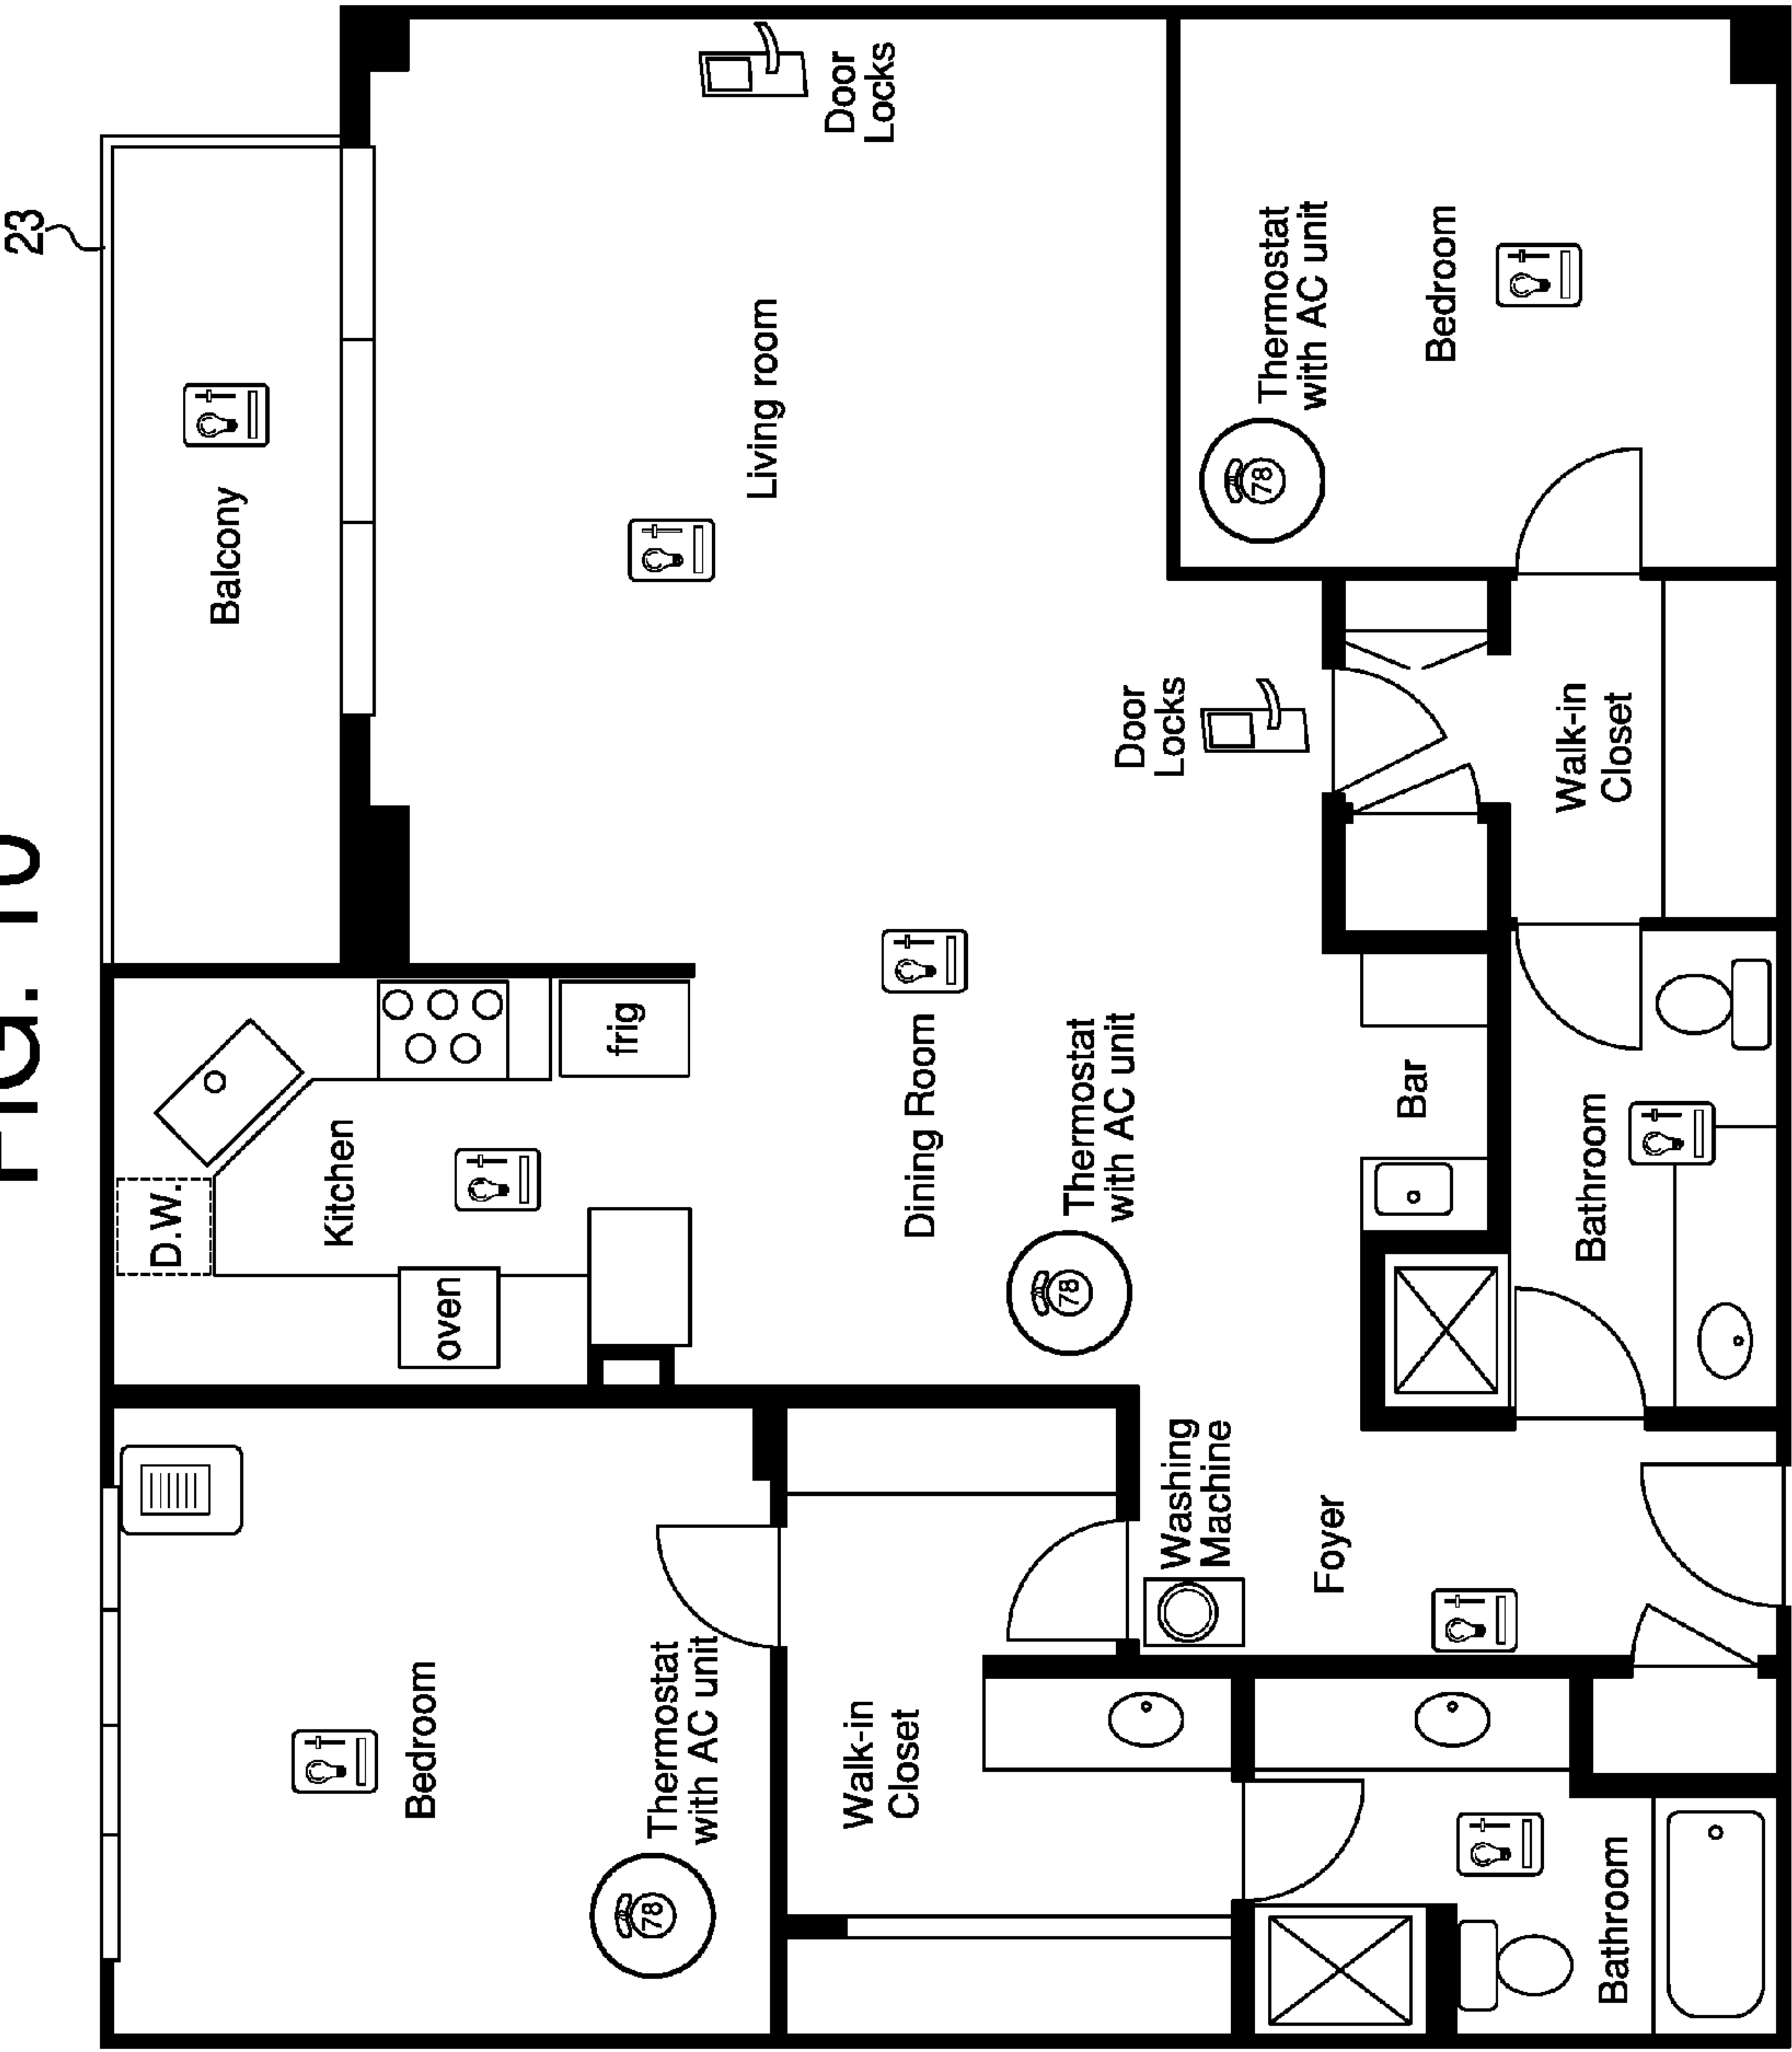 FIG. 10
23
D.W.
Balcony
Kitchen
Bedroom
oven
frig
78
Thermostat
with AC unit
Living room
Door
Locks
Walk-in
Closet
Dining Room
78
Thermostat
with AC unit
Door
Locks
Washing
Machine
78
Thermostat
with AC unit
Foyer
Bar
Bedroom
Walk-in
Closet
Bathroom
Bathroom